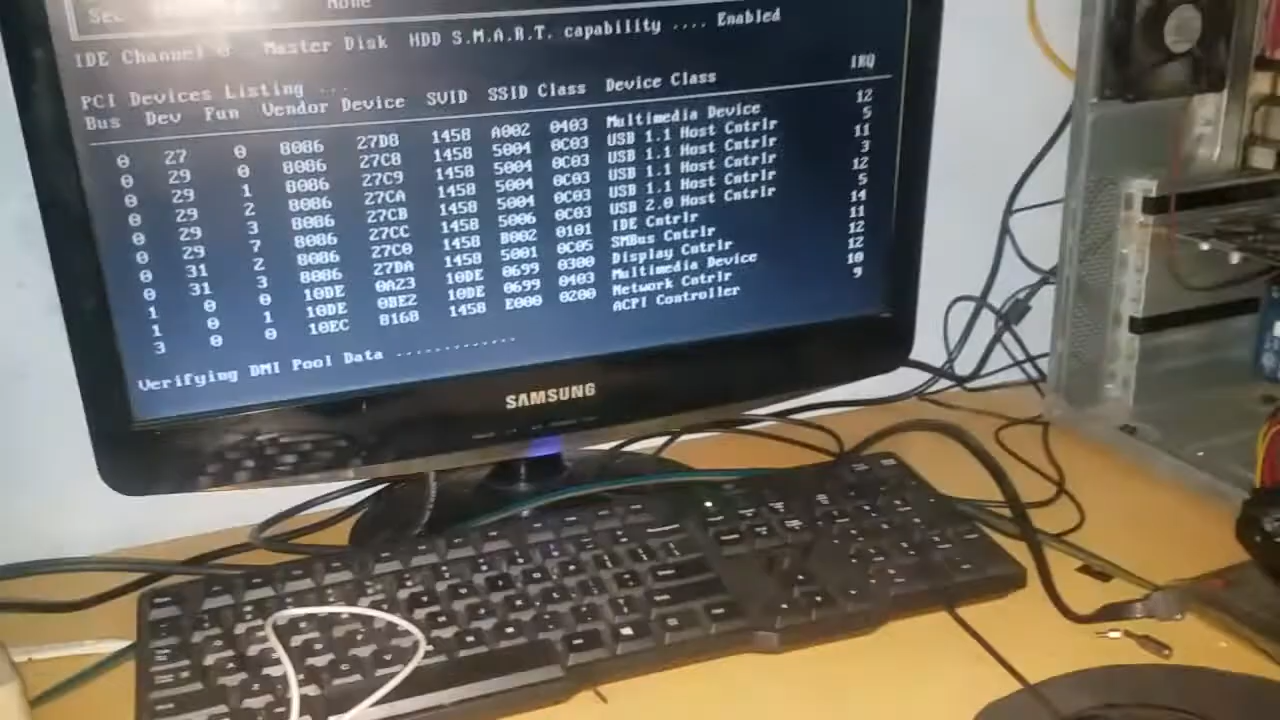 None
IDE Channel 0 Master Disk HDD S.M.A.R.T. capability .... Enabled
PCI Devices Listing ...
Bus Dev Fun Vendor Device SVID SSID Class Device Class IRQ
0 27 0 8086 27D8 1458 A002 0403 Multimedia Device 12
0 29 0 8086 27C8 1458 5004 0C03 USB 1.1 Host Cntrlr 5
0 29 1 8086 27C9 1458 5004 0C03 USB 1.1 Host Cntrlr 11
0 29 2 8086 27CA 1458 5004 0C03 USB 1.1 Host Cntrlr 3
0 29 3 8086 27CB 1458 5004 0C03 USB 1.1 Host Cntrlr 12
0 29 7 8086 27CC 1458 5006 0C03 USB 2.0 Host Cntrlr 5
0 31 2 8086 27C0 1458 B002 0101 IDE Cntrlr 14
0 31 3 8086 27DA 1458 5001 0C05 SMBus Cntrlr 11
1 0 0 10DE 0A23 10DE 0699 0300 Display Cntrlr 12
1 0 1 10DE 0BE2 10DE 0699 0403 Multimedia Device 12
3 0 0 10EC 8168 1458 E000 0200 Network Cntrlr 10
ACPI Controller 9
Verifying DMI Pool Data .............
SAMSUNG